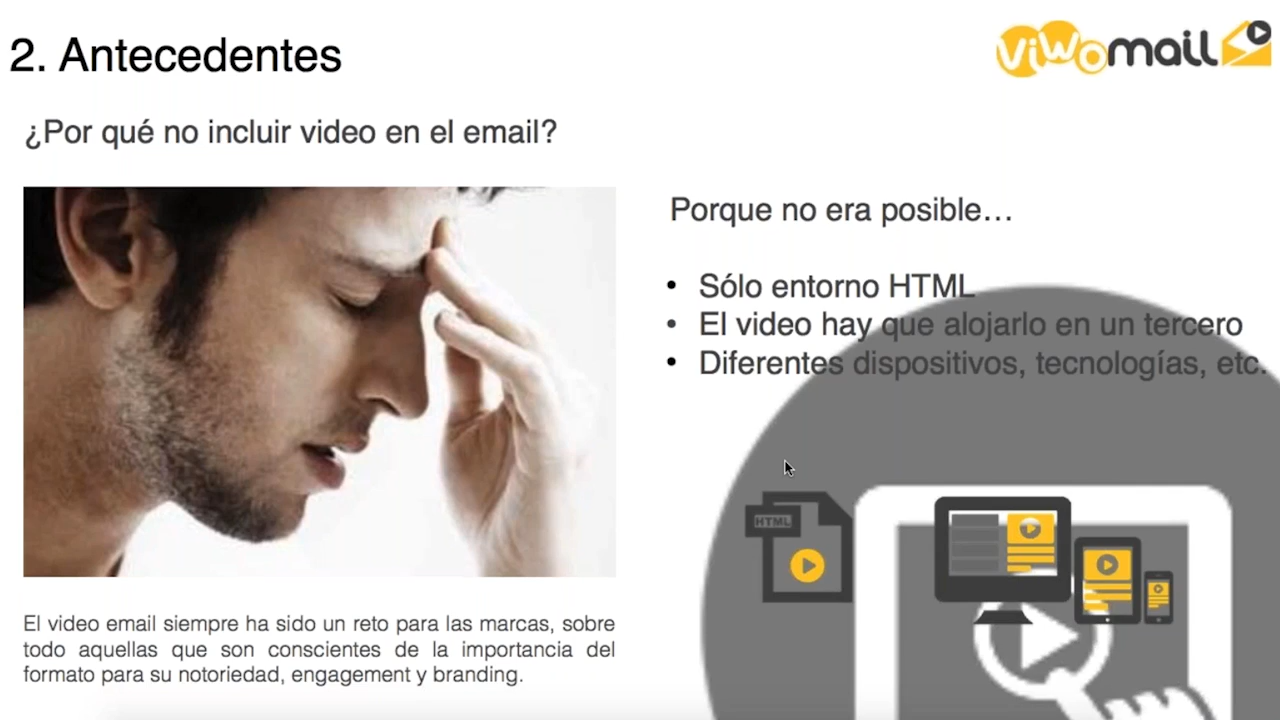 2. Antecedentes
viwomail
¿Por qué no incluir video en el email?
Porque no era posible…
• Sólo entorno HTML
• El video hay que alojarlo en un tercero
• Diferentes dispositivos, tecnologías, etc.
HTML
El video email siempre ha sido un reto para las marcas, sobre
todo aquellas que son conscientes de la importancia del
formato para su notoriedad, engagement y branding.